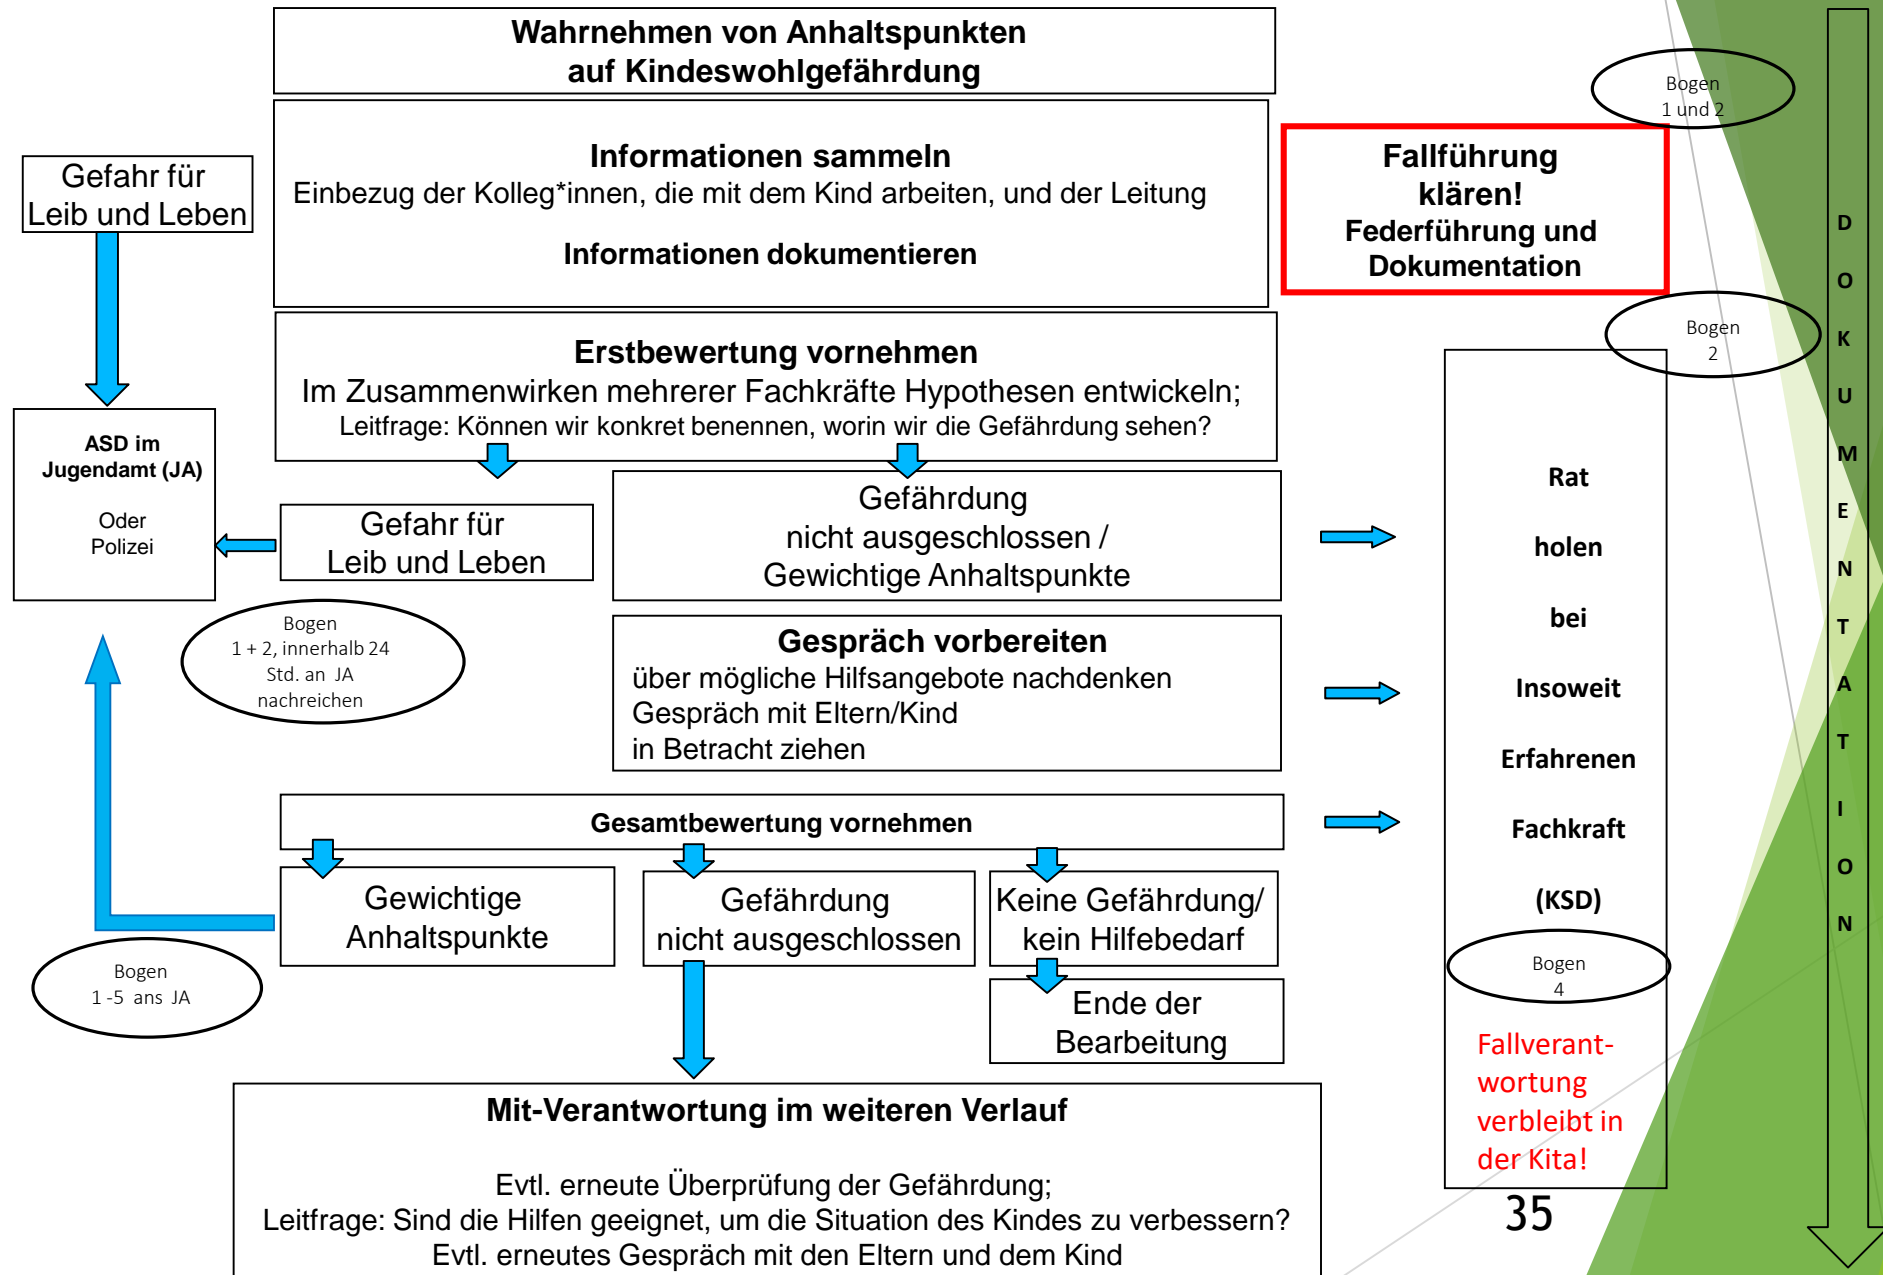 Wahrnehmen von Anhaltspunkten
auf Kindeswohlgefährdung
Bogen
1 und 2
Gefahr für
Leib und Leben
Informationen sammeln
Einbezug der Kolleg*innen, die mit dem Kind arbeiten, und der Leitung
Informationen dokumentieren
Fallführung
klären!
Federführung und
Dokumentation
Bogen
2
Erstbewertung vornehmen
Im Zusammenwirken mehrerer Fachkräfte Hypothesen entwickeln;
Leitfrage: Können wir konkret benennen, worin wir die Gefährdung sehen?
ASD im
Jugendamt (JA)
Oder
Polizei
Gefahr für
Leib und Leben
Gefährdung
nicht ausgeschlossen /
Gewichtige Anhaltspunkte
Bogen
1 + 2, innerhalb 24
Std. an JA
nachreichen
Gespräch vorbereiten
über mögliche Hilfsangebote nachdenken
Gespräch mit Eltern/Kind
in Betracht ziehen
Gesamtbewertung vornehmen
Gewichtige
Anhaltspunkte
Gefährdung
nicht ausgeschlossen
Keine Gefährdung/
kein Hilfebedarf
Ende der
Bearbeitung
Bogen
1 -5 ans JA
Mit-Verantwortung im weiteren Verlauf
Evtl. erneute Überprüfung der Gefährdung;
Leitfrage: Sind die Hilfen geeignet, um die Situation des Kindes zu verbessern?
Evtl. erneutes Gespräch mit den Eltern und dem Kind
Rat
holen
bei
Insoweit
Erfahrenen
Fachkraft
(KSD)
Bogen
4
Fallverant-
wortung
verbleibt in
der Kita!
35
D
O
K
U
M
E
N
T
A
T
I
O
N